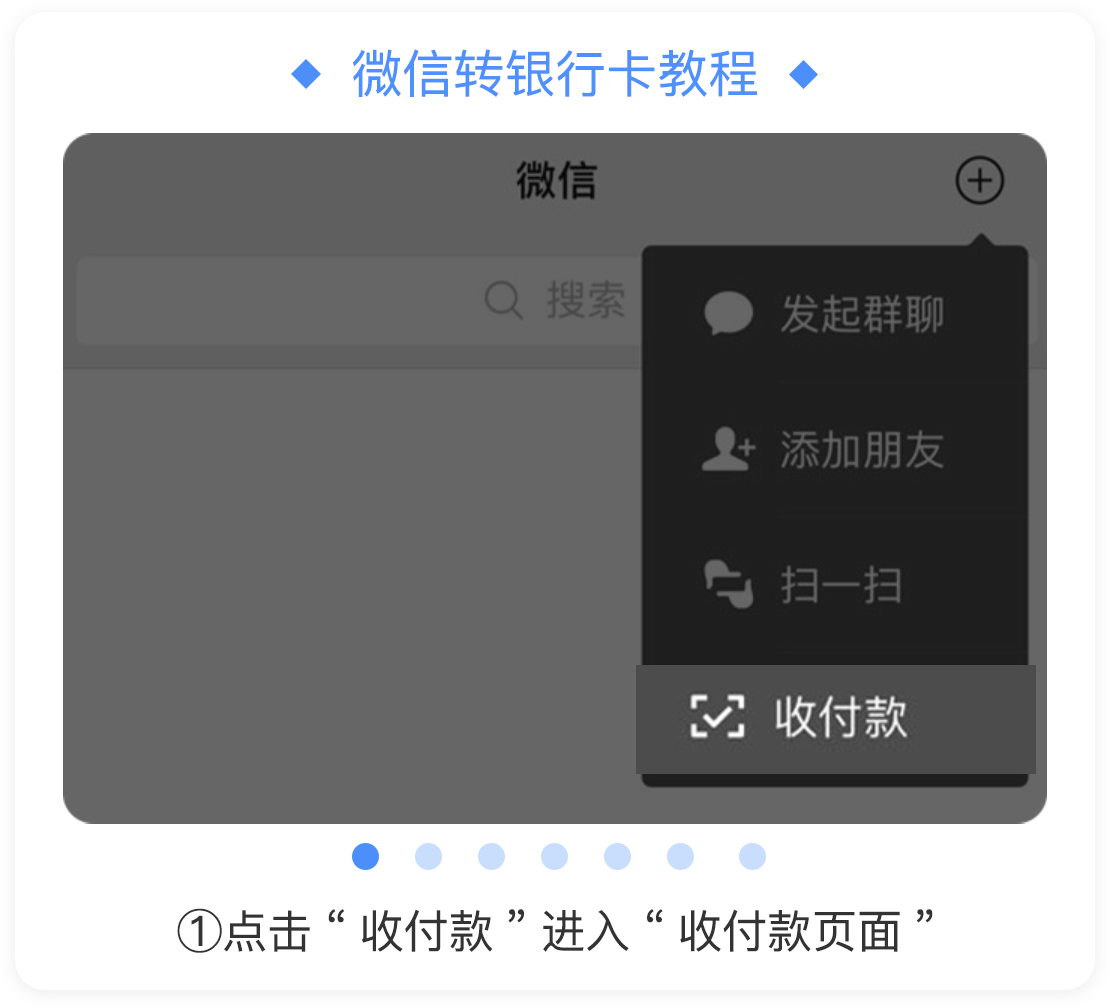 微信转银行卡教程
微信
搜索
发起群聊
添加朋友
扫一扫
收付款
①点击“收付款”进入“收付款页面”